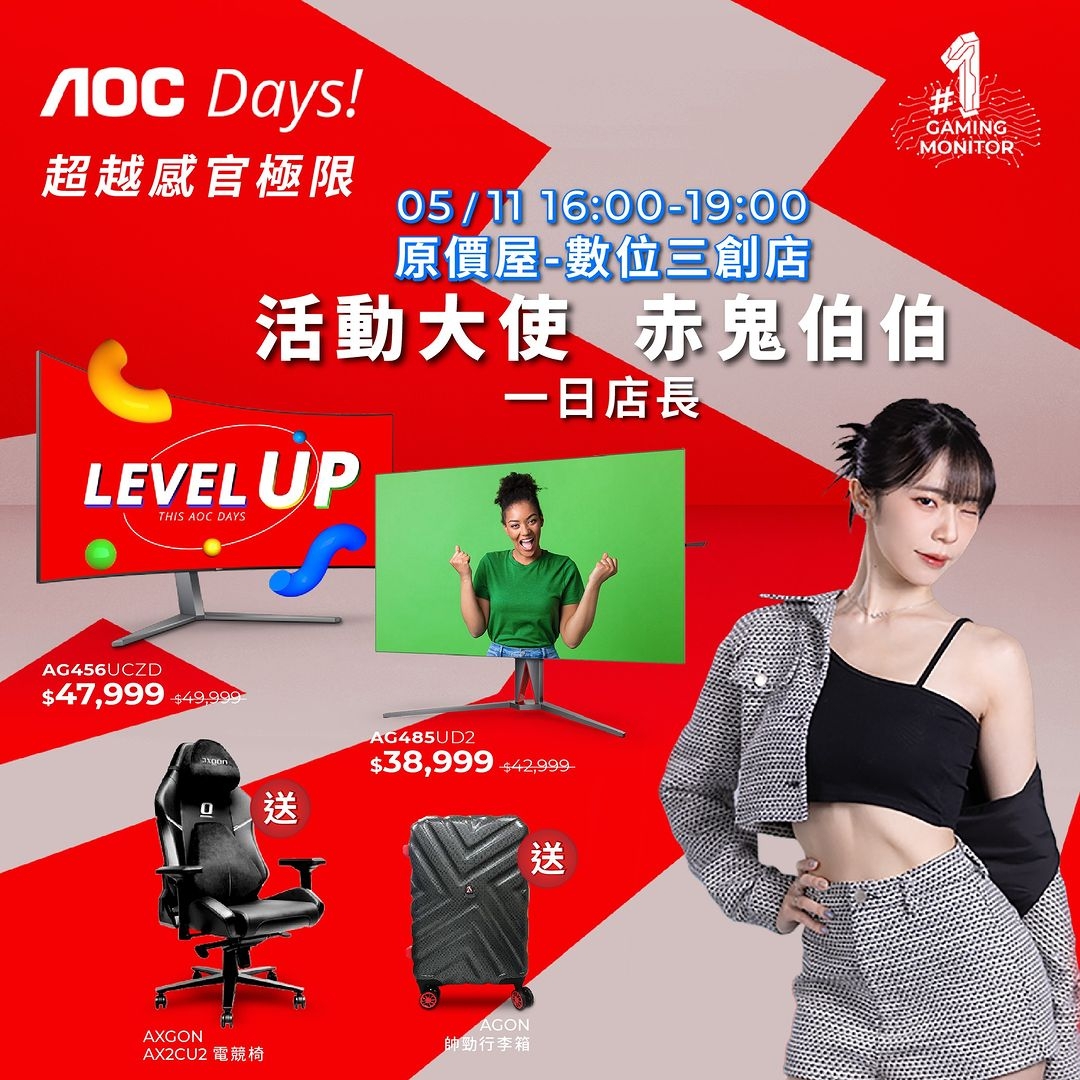 AOC Days!
超越感官極限
#1
GAMING
MONITOR
05/11 16:00-19:00
原價屋-數位三創店
活動大使 赤鬼伯伯
一日店長
LEVEL UP
THIS AOC DAYS
AG456UCZD
$47,999 $49,999
AG485UD2
$38,999 $42,999
axgon
送
送
AXGON
AX2CU2 電競椅
AGON
帥勁行李箱